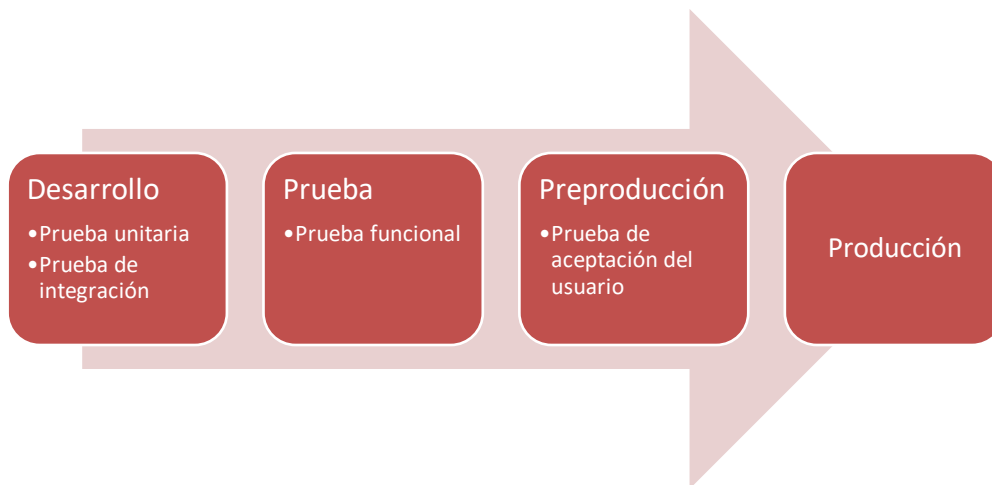 Desarrollo
•Prueba unitaria
•Prueba de
integración
Prueba
•Prueba funcional
Preproducción
•Prueba de
aceptación del
usuario
Producción